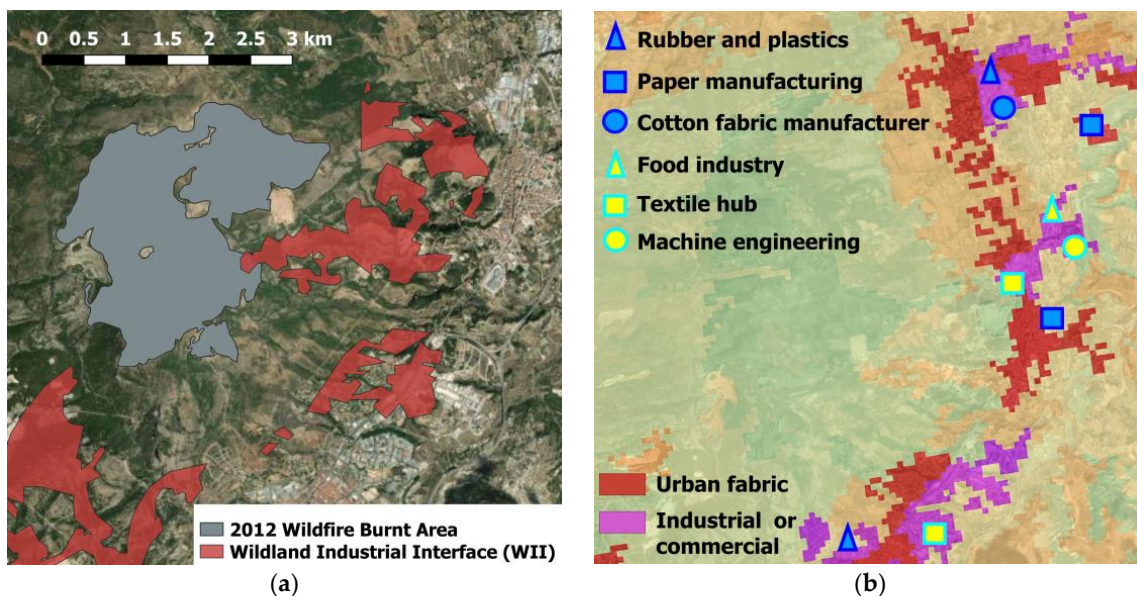 0 0.5 1 1.5 2 2.5 3 km
2012 Wildfire Burnt Area
Wildland Industrial Interface (WII)
(a)
Rubber and plastics
Paper manufacturing
Cotton fabric manufacturer
Food industry
Textile hub
Machine engineering
Urban fabric
Industrial or
commercial
(b)